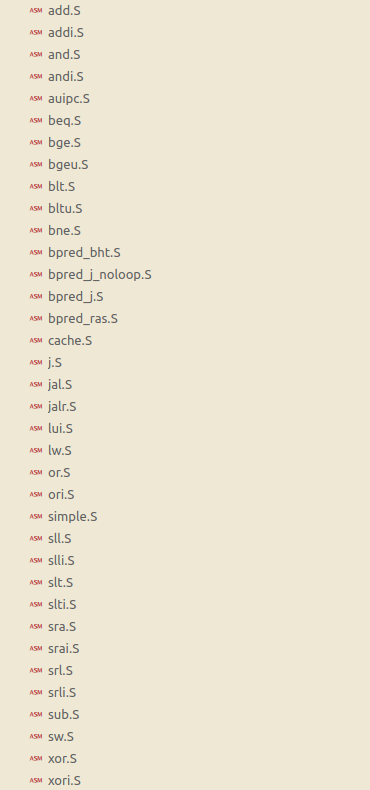 ASM add.S
ASM addi.S
ASM and.S
ASM andi.S
ASM auipc.S
ASM beq.S
ASM bge.S
ASM bgeu.S
ASM blt.S
ASM bltu.S
ASM bne.S
ASM bpred_bht.S
ASM bpred_j_noloop.S
ASM bpred_j.S
ASM bpred_ras.S
ASM cache.S
ASM j.S
ASM jal.S
ASM jalr.S
ASM lui.S
ASM lw.S
ASM or.S
ASM ori.S
ASM simple.S
ASM sll.S
ASM slli.S
ASM slt.S
ASM slti.S
ASM sra.S
ASM srai.S
ASM srl.S
ASM srli.S
ASM sub.S
ASM sw.S
ASM xor.S
ASM xori.S